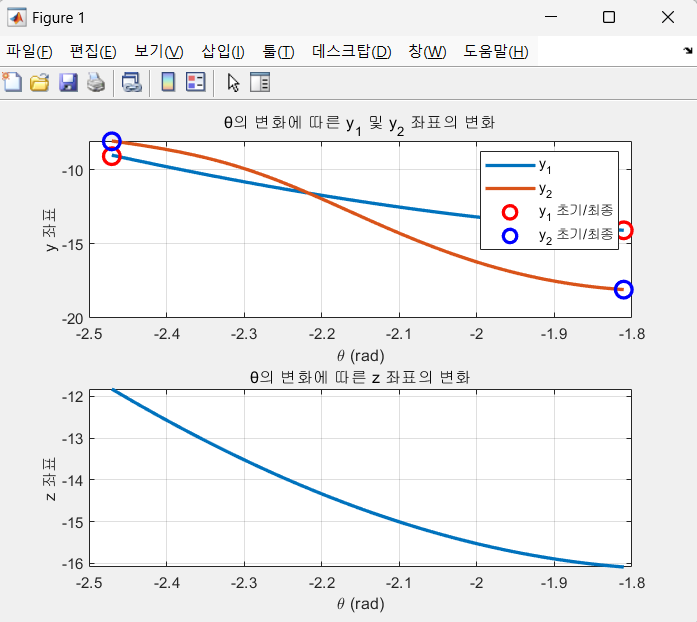 Figure 1
파일(F) 편집(E) 보기(V) 삽입(I) 툴(T) 데스크탑(D) 창(W) 도움말(H)
θ의 변화에 따른 y₁ 및 y₂ 좌표의 변화
y 좌표
-10
-15
-20
y₁
y₂
y₁ 초기/최종
y₂ 초기/최종
-2.5 -2.4 -2.3 -2.2 -2.1 -2 -1.9 -1.8
θ (rad)
θ의 변화에 따른 z 좌표의 변화
z 좌표
-12
-13
-14
-15
-16
-2.5 -2.4 -2.3 -2.2 -2.1 -2 -1.9 -1.8
θ (rad)